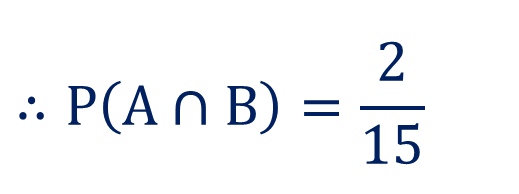 ∴ P(A ∩ B) = 2/15